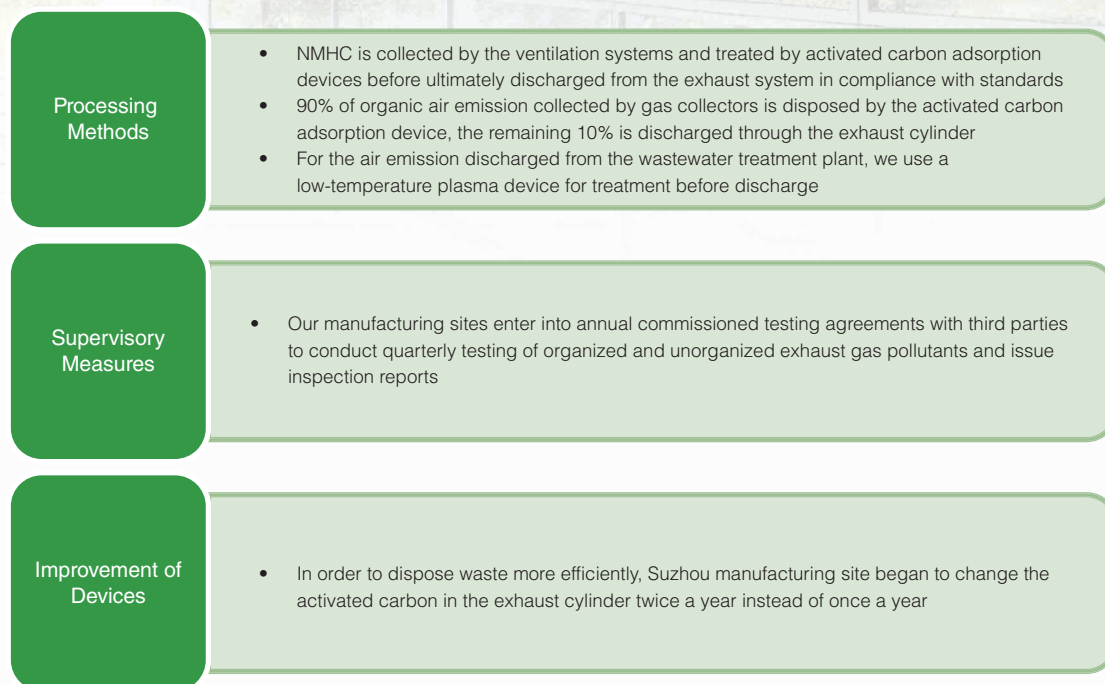 Processing
Methods
• NMHC is collected by the ventilation systems and treated by activated carbon adsorption
devices before ultimately discharged from the exhaust system in compliance with standards
• 90% of organic air emission collected by gas collectors is disposed by the activated carbon
adsorption device, the remaining 10% is discharged through the exhaust cylinder
• For the air emission discharged from the wastewater treatment plant, we use a
low-temperature plasma device for treatment before discharge
Supervisory
Measures
• Our manufacturing sites enter into annual commissioned testing agreements with third parties
to conduct quarterly testing of organized and unorganized exhaust gas pollutants and issue
inspection reports
Improvement of
Devices
• In order to dispose waste more efficiently, Suzhou manufacturing site began to change the
activated carbon in the exhaust cylinder twice a year instead of once a year